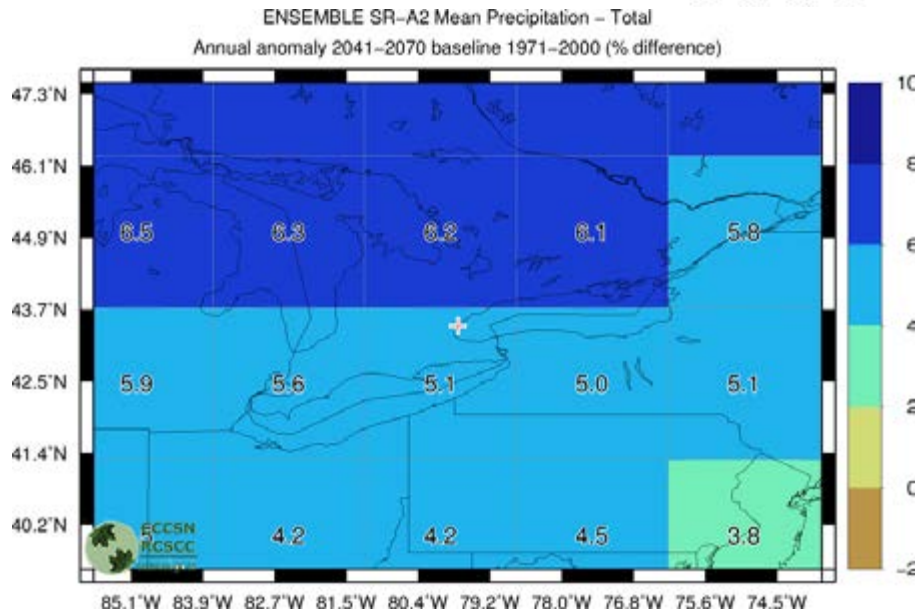 ENSEMBLE SR-A2 Mean Precipitation - Total
Annual anomaly 2041-2070 baseline 1971-2000 (% difference)
47.3˚N
46.1˚N
44.9˚N
43.7˚N
42.5˚N
41.4˚N
40.2˚N
6.5 6.3 6.2 6.1 5.8
5.9 5.6 5.1 5.0 5.1
4.2 4.2 4.5 3.8
ECCSN
RCSCC
10
8
6
4
2
0
-2
85.1˚W 83.9˚W 82.7˚W 81.5˚W 80.4˚W 79.2˚W 78.0˚W 76.8˚W 75.6˚W 74.5˚W